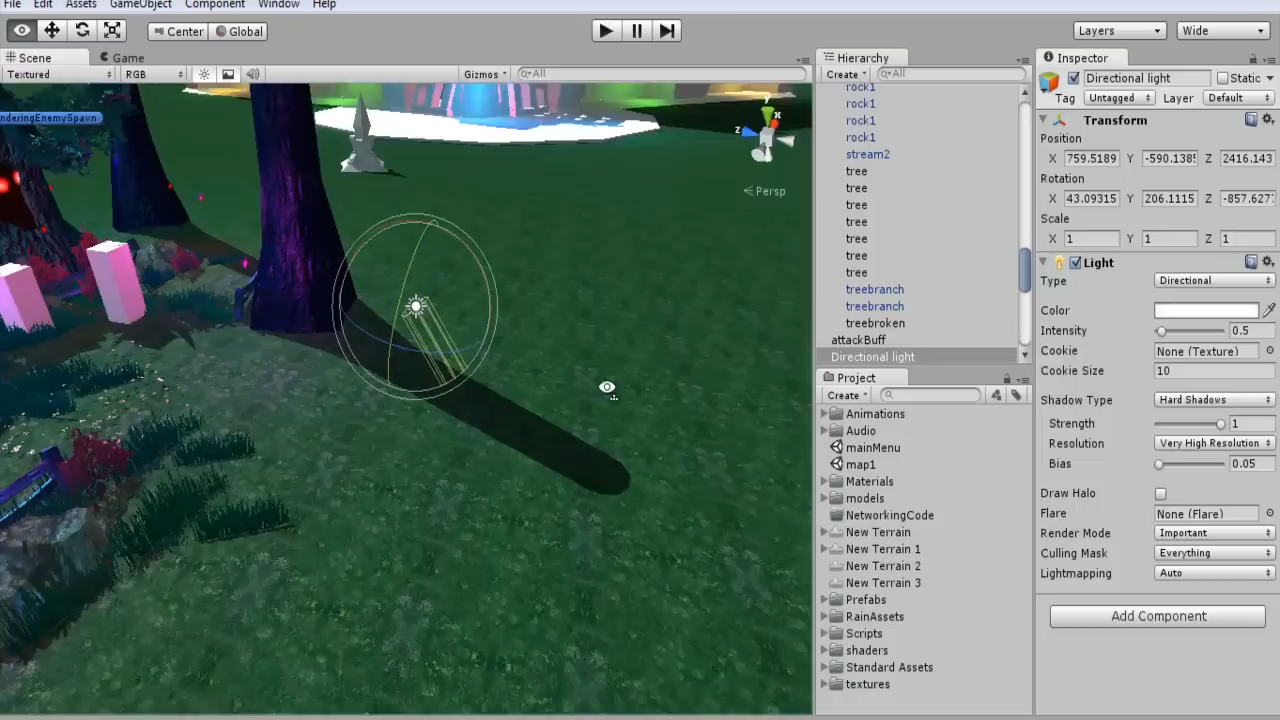 File Edit Assets GameObject Component Window Help
Center Global Layers Wide
Scene Game
Textured RGB Gizmos All
nderingEnemySpawn
Y
X
Z
Persp
Hierarchy
Create All
rock1
rock1
rock1
rock1
stream2
tree
tree
tree
tree
tree
tree
tree
treebranch
treebranch
treebroken
attackBuff
Directional light
Project
Create
Animations
Audio
mainMenu
map1
Materials
models
NetworkingCode
New Terrain
New Terrain 1
New Terrain 2
New Terrain 3
Prefabs
RainAssets
Scripts
shaders
Standard Assets
textures
Inspector
Directional light Static
Tag Untagged Layer Default
Transform
Position
X 759.5189 Y -590.138 Z 2416.143
Rotation
X 43.09315 Y 206.1115 Z -857.627
Scale
X 1 Y 1 Z 1
Light
Type Directional
Color
Intensity 0.5
Cookie None (Texture)
Cookie Size 10
Shadow Type Hard Shadows
Strength 1
Resolution Very High Resolution
Bias 0.05
Draw Halo
Flare None (Flare)
Render Mode Important
Culling Mask Everything
Lightmapping Auto
Add Component